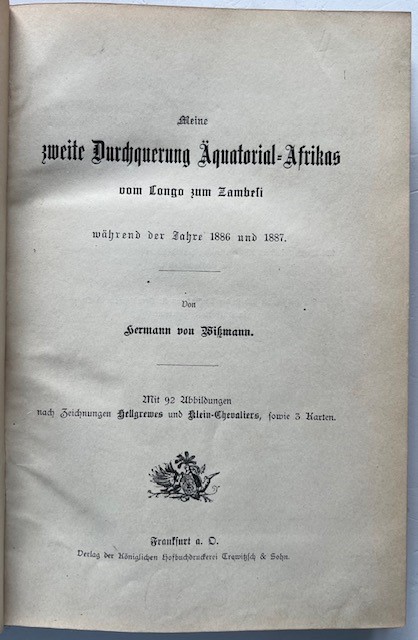 Meine
zweite Durchquerung Äquatorial-Afrikas
vom Congo zum Zambesi
während der Jahre 1886 und 1887.
Von
Hermann von Wißmann.
Mit 92 Abbildungen
nach Zeichnungen Hellgrewes und Klein-Chevaliers, sowie 3 Karten.
Frankfurt a. O.
Verlag der Königlichen Hofbuchdruckerei Trowitzsch & Sohn.